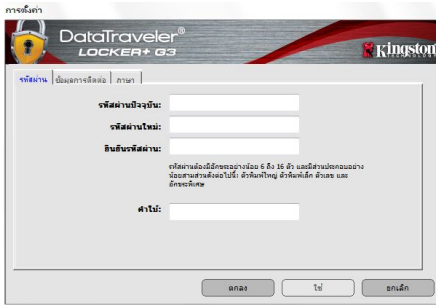 การตั้งค่า
DataTraveler®
LOCKER+ G3
Kingston
TECHNOLOGY
รหัสผ่าน ข้อมูลการติดต่อ ภาษา
รหัสผ่านปัจจุบัน:
รหัสผ่านใหม่:
ยืนยันรหัสผ่าน:
รหัสผ่านต้องมีอักขระอย่างน้อย 6 ถึง 16 ตัว และมีส่วนประกอบอย่าง
น้อยสามส่วนดังต่อไปนี้: ตัวพิมพ์ใหญ่ ตัวพิมพ์เล็ก ตัวเลข และ
อักขระพิเศษ
คำใบ้:
ตกลง ใช้ ยกเลิก